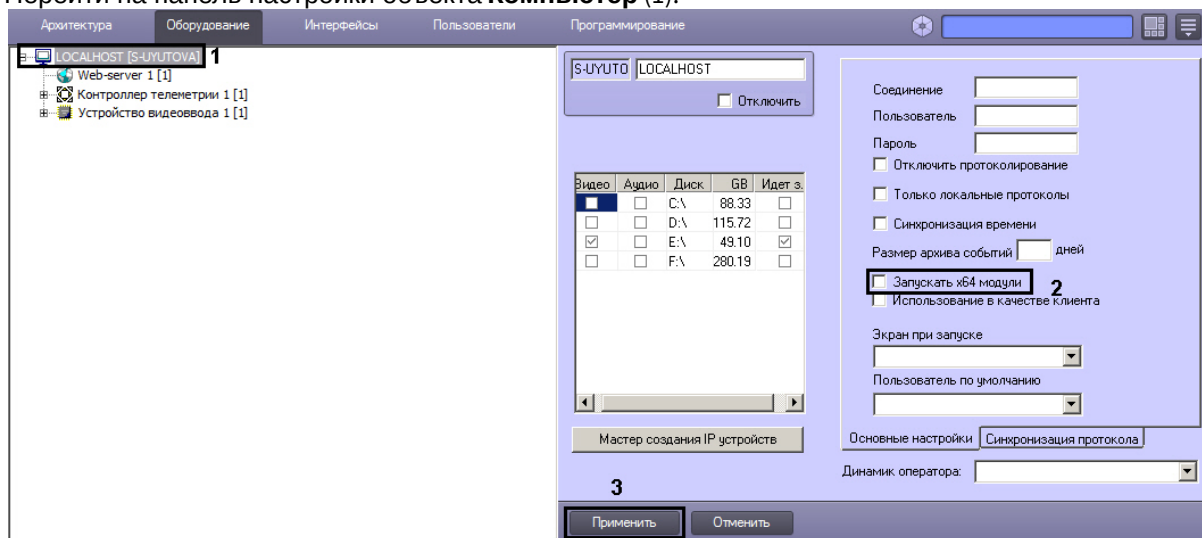 Перейти на панель настройки объекта Компьютер (1).
Архитектура Оборудование Интерфейсы Пользователи Программирование
LOCALHOST [S-UYUTOVA] 1
Web-server 1 [1]
Контроллер телеметрии 1 [1]
Устройство видеоввода 1 [1]
S-UYUTO LOCALHOST
Отключить
Видео Аудио Диск GB Идет з.
C:\ 88.33
D:\ 115.72
E:\ 49.10
F:\ 280.19
Мастер создания IP устройств
Соединение
Пользователь
Пароль
Отключить протоколирование
Только локальные протоколы
Синхронизация времени
Размер архива событий дней
Запускать x64 модули 2
Использование в качестве клиента
Экран при запуске
Пользователь по умолчанию
Основные настройки Синхронизация протокола
Динамик оператора:
3
Применить Отменить